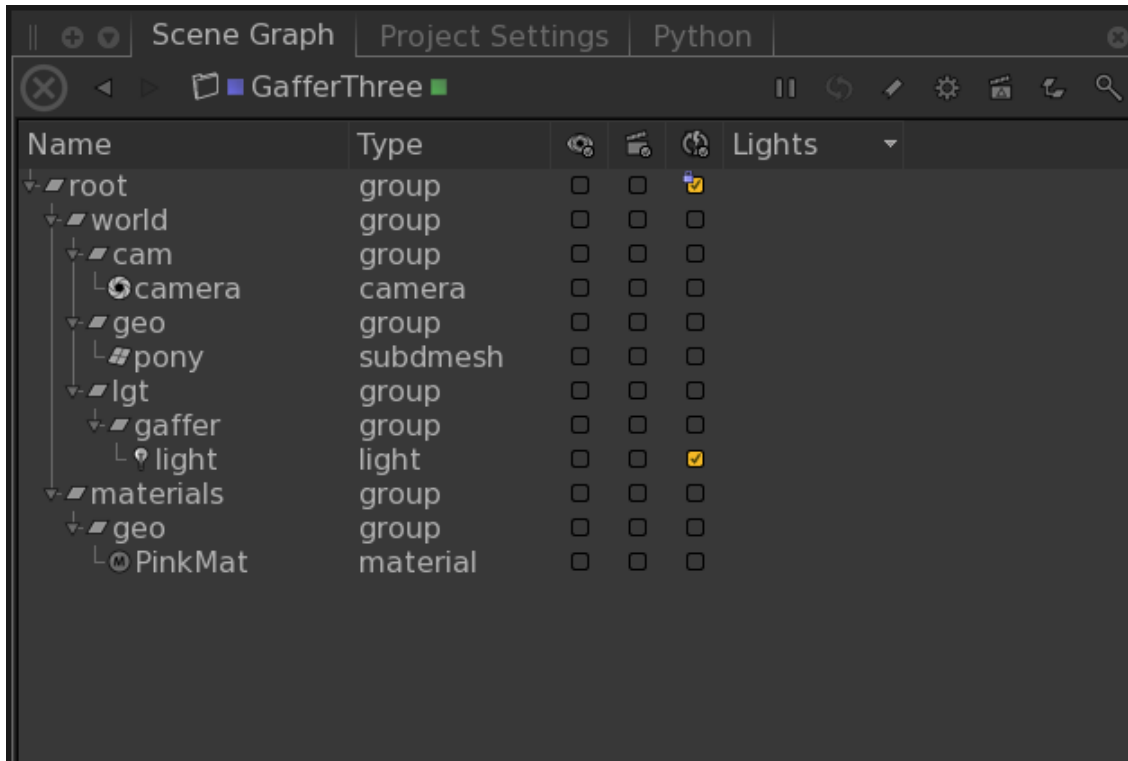 Scene Graph Project Settings Python
GafferThree
Name Type Lights
root group
world group
cam group
camera camera
geo group
pony subdmesh
lgt group
gaffer group
light light
materials group
geo group
PinkMat material